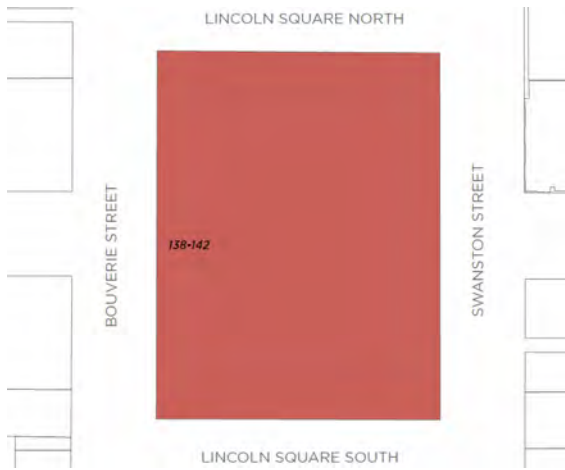 LINCOLN SQUARE NORTH
BOUVERIE STREET
138-142
SWANSTON STREET
LINCOLN SQUARE SOUTH